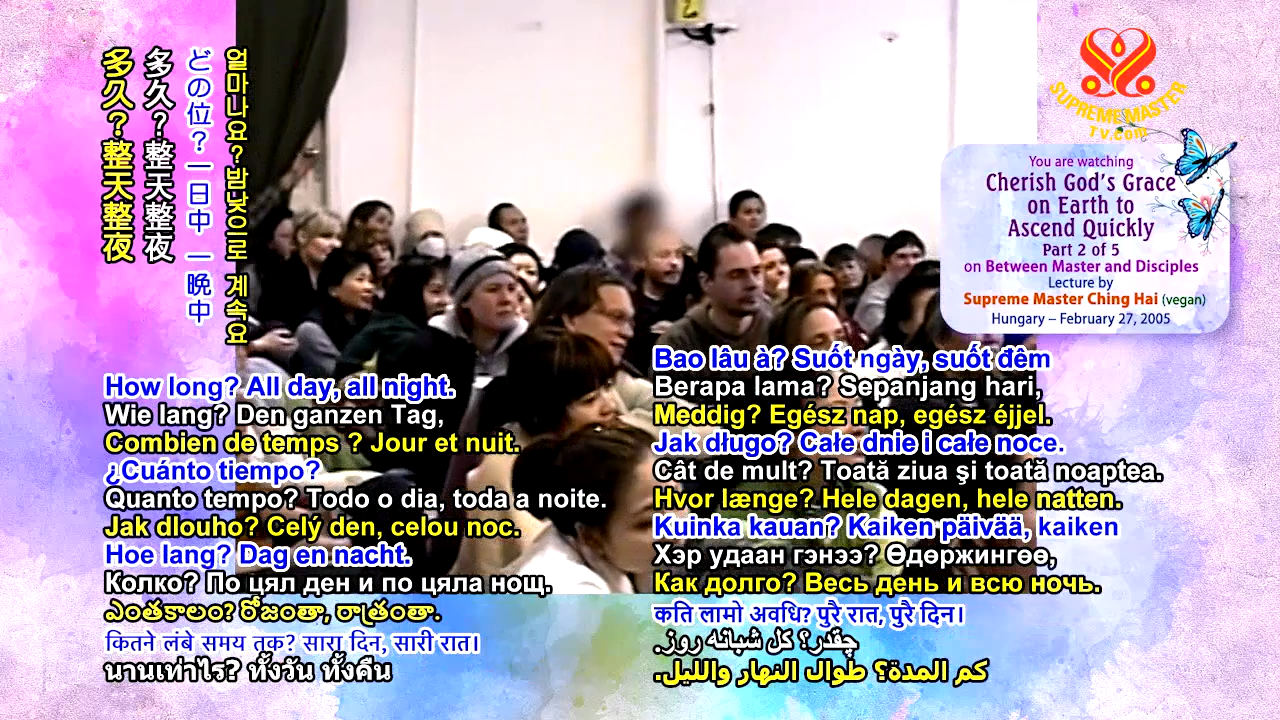 多久？整天整夜
多久？整天整夜
どの位？一日中 一晩中
얼마나요? 밤낮으로 계속요
SUPREME MASTER
TV.com
You are watching
Cherish God's Grace
on Earth to
Ascend Quickly
Part 2 of 5
on Between Master and Disciples
Lecture by
Supreme Master Ching Hai (vegan)
Hungary – February 27, 2005
How long? All day, all night.
Wie lang? Den ganzen Tag,
Combien de temps ? Jour et nuit.
¿Cuánto tiempo?
Quanto tempo? Todo o dia, toda a noite.
Jak dlouho? Celý den, celou noc.
Hoe lang? Dag en nacht.
Колко? По цял ден и по цяла нощ.
ఎంతకాలం? రోజంతా, రాత్రంతా.
कितने लंबे समय तक? सारा दिन, सारी रात।
นานเท่าไร? ทั้งวัน ทั้งคืน
Bao lâu à? Suốt ngày, suốt đêm
Berapa lama? Sepanjang hari,
Meddig? Egész nap, egész éjjel.
Jak długo? Całe dnie i całe noce.
Cât de mult? Toată ziua şi toată noaptea.
Hvor længe? Hele dagen, hele natten.
Kuinka kauan? Kaiken päivää, kaiken
Хэр удаан гэнээ? Өдөржингөө,
Как долго? Весь день и всю ночь.
कति लामो अवधि? पुरै रात, पुरै दिन।
چقدر؟ کل شبانه روز.
كم المدة؟ طوال النهار والليل.